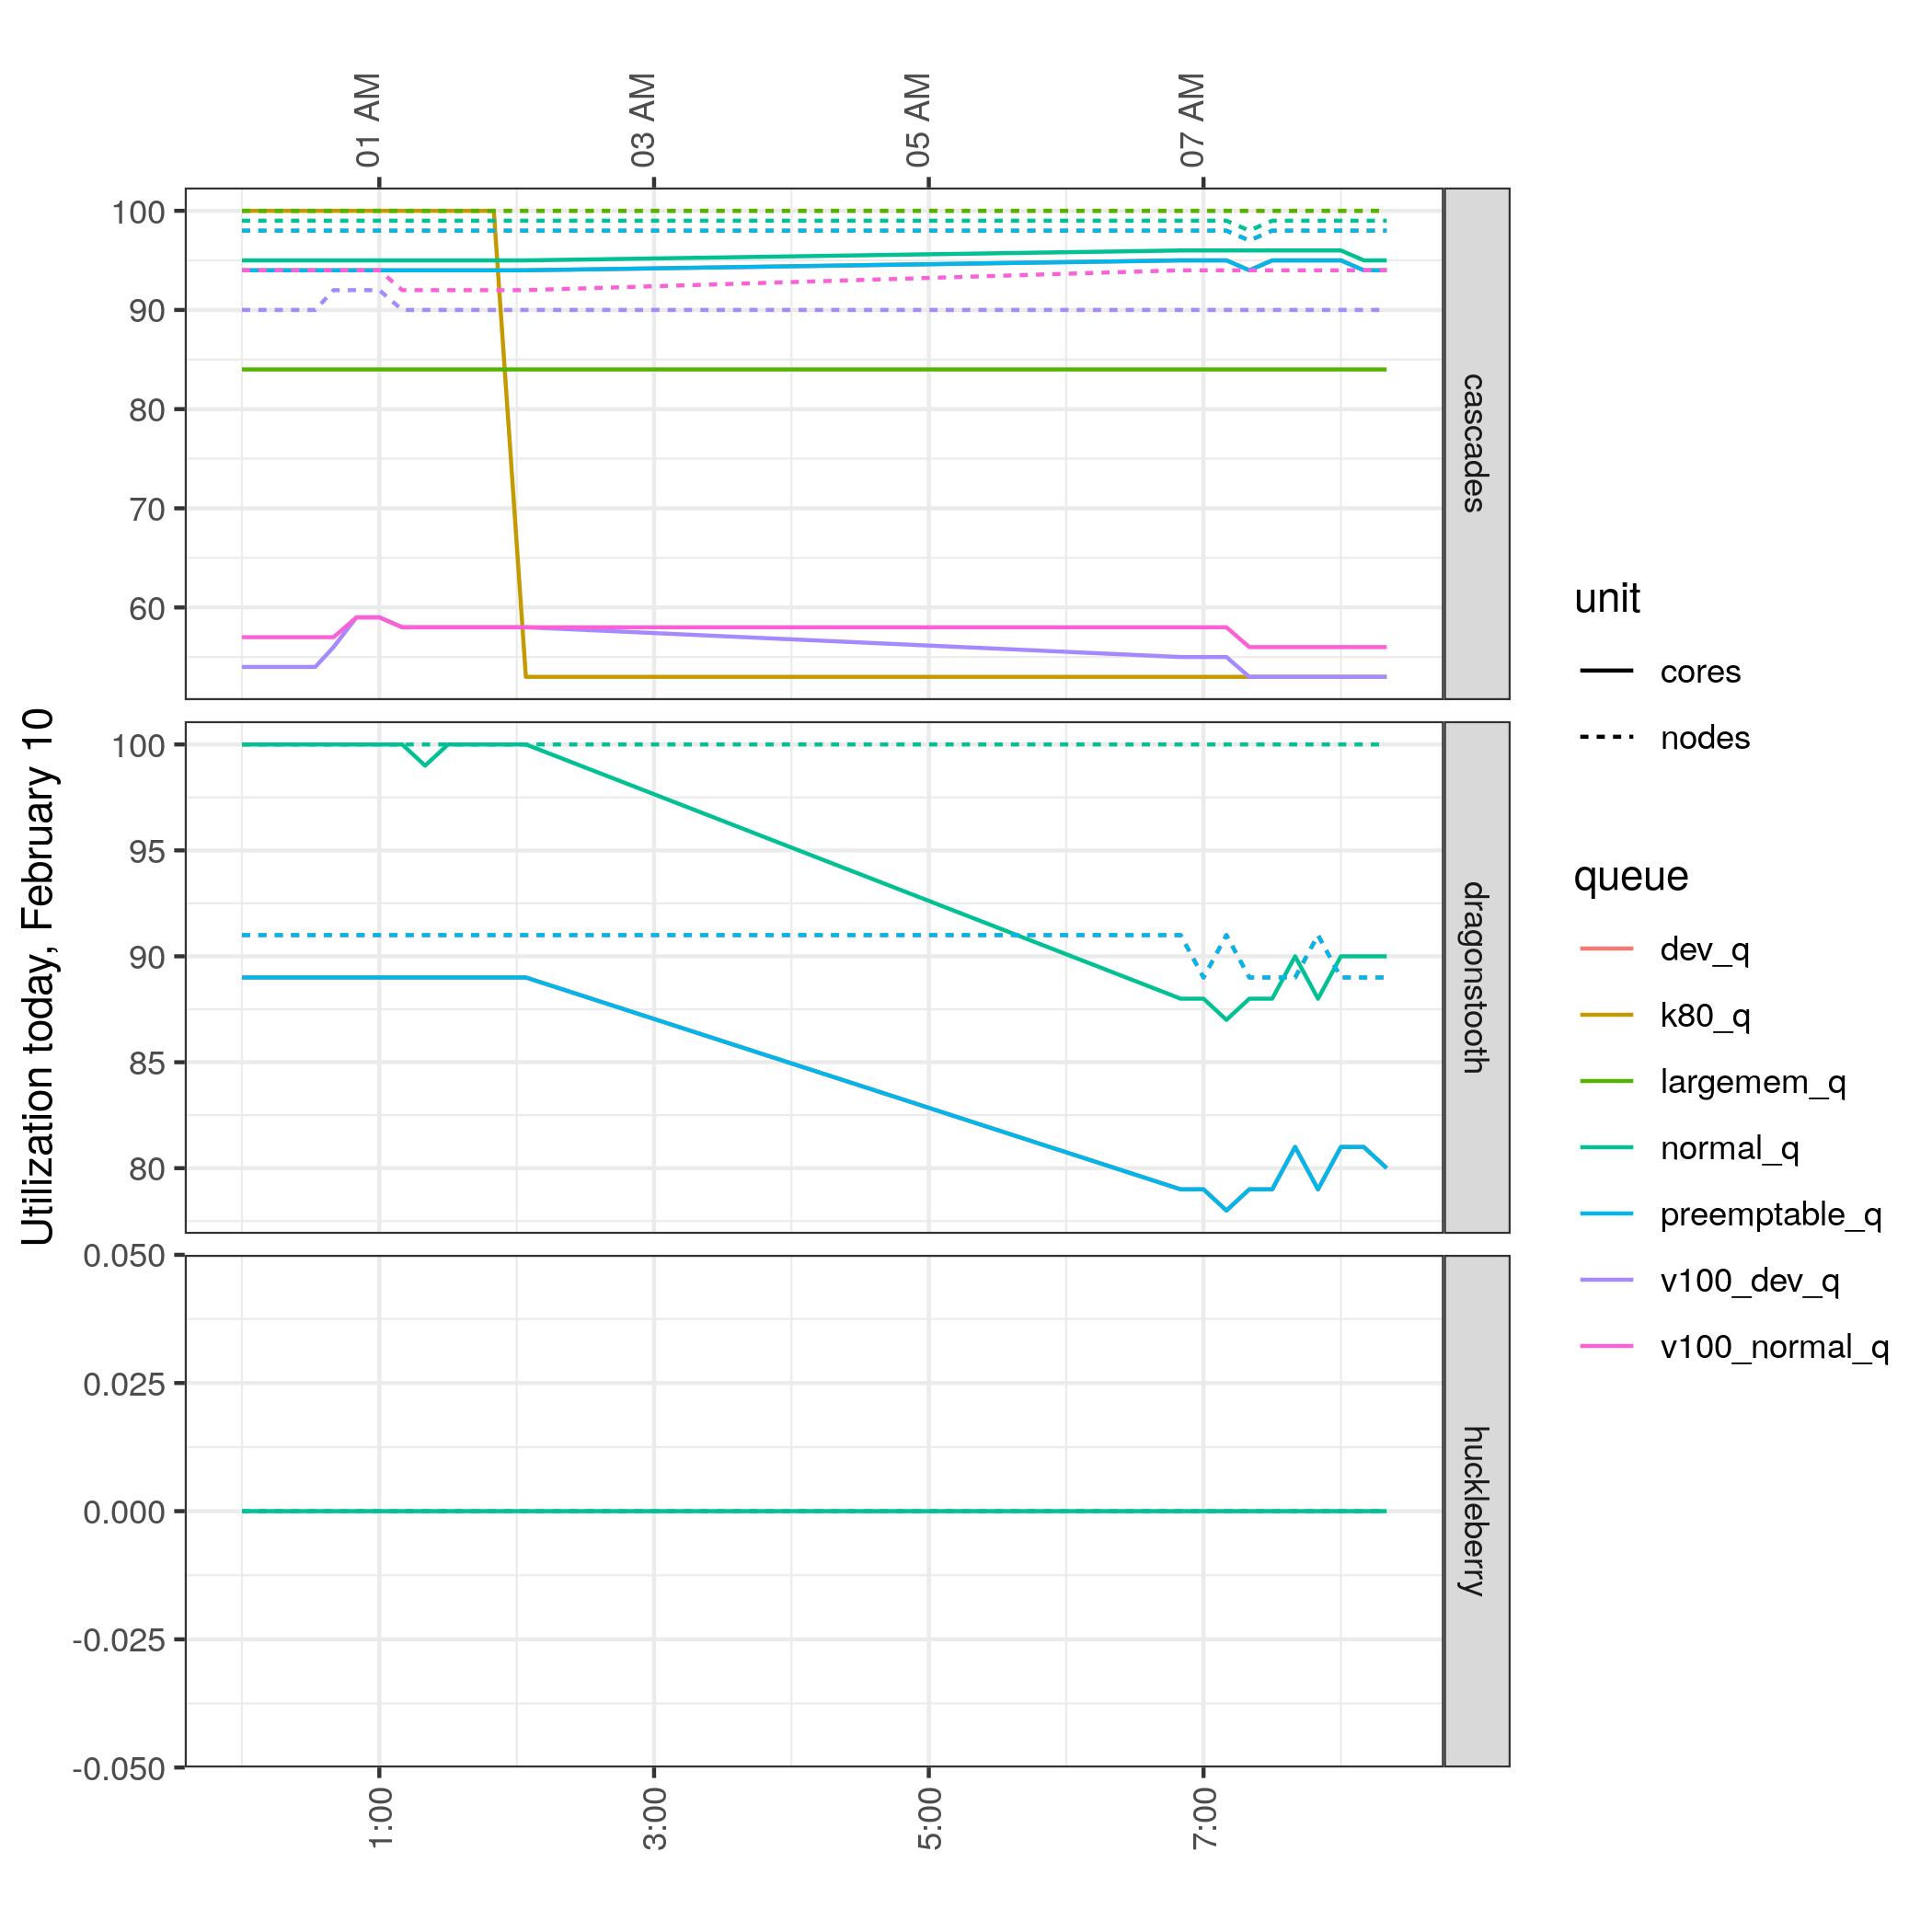 01 AM
03 AM
05 AM
07 AM
100
90
80
70
60
cascades
100
95
90
85
80
dragonstooth
0.050
0.025
0.000
-0.025
-0.050
huckleberry
1:00
3:00
5:00
7:00
Utilization today, February 10
unit
cores
nodes
queue
dev_q
k80_q
largemem_q
normal_q
preemptable_q
v100_dev_q
v100_normal_q